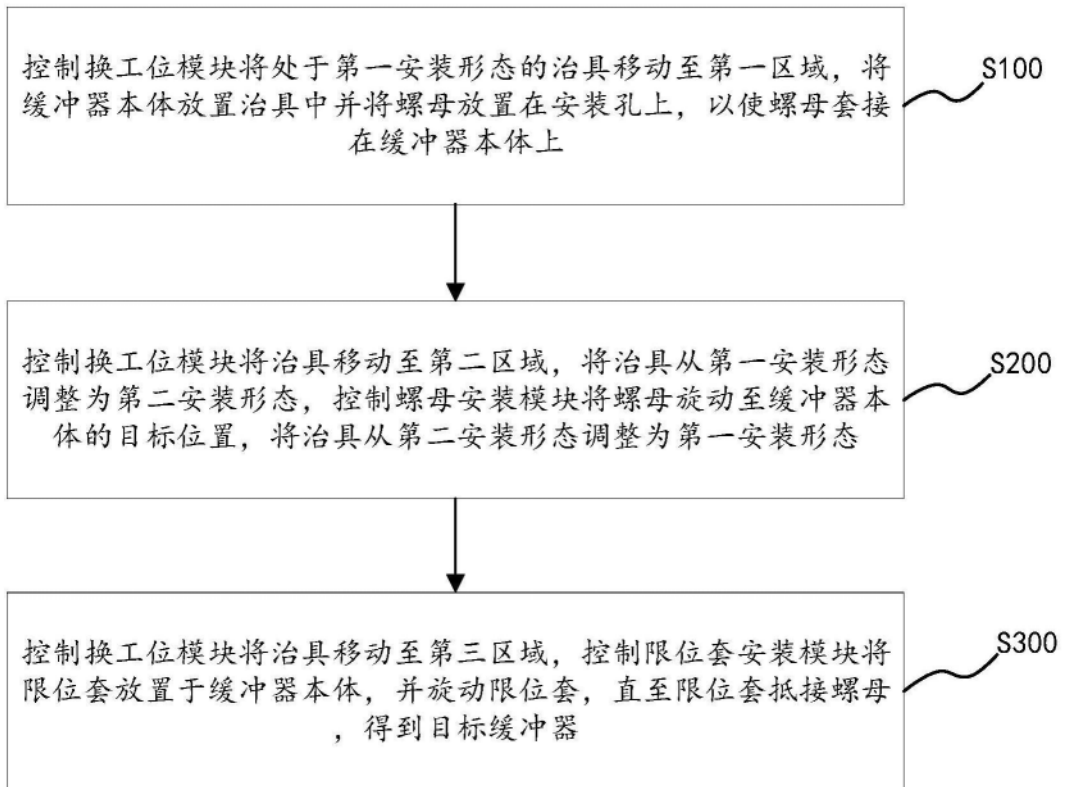 控制换工位模块将处于第一安装形态的治具移动至第一区域，将
缓冲器本体放置治具中并将螺母放置在安装孔上，以使螺母套接
在缓冲器本体上
S100
控制换工位模块将治具移动至第二区域，将治具从第一安装形态
调整为第二安装形态，控制螺母安装模块将螺母旋动至缓冲器本
体的目标位置，将治具从第二安装形态调整为第一安装形态
S200
控制换工位模块将治具移动至第三区域，控制限位套安装模块将
限位套放置于缓冲器本体，并旋动限位套，直至限位套抵接螺母
，得到目标缓冲器
S300